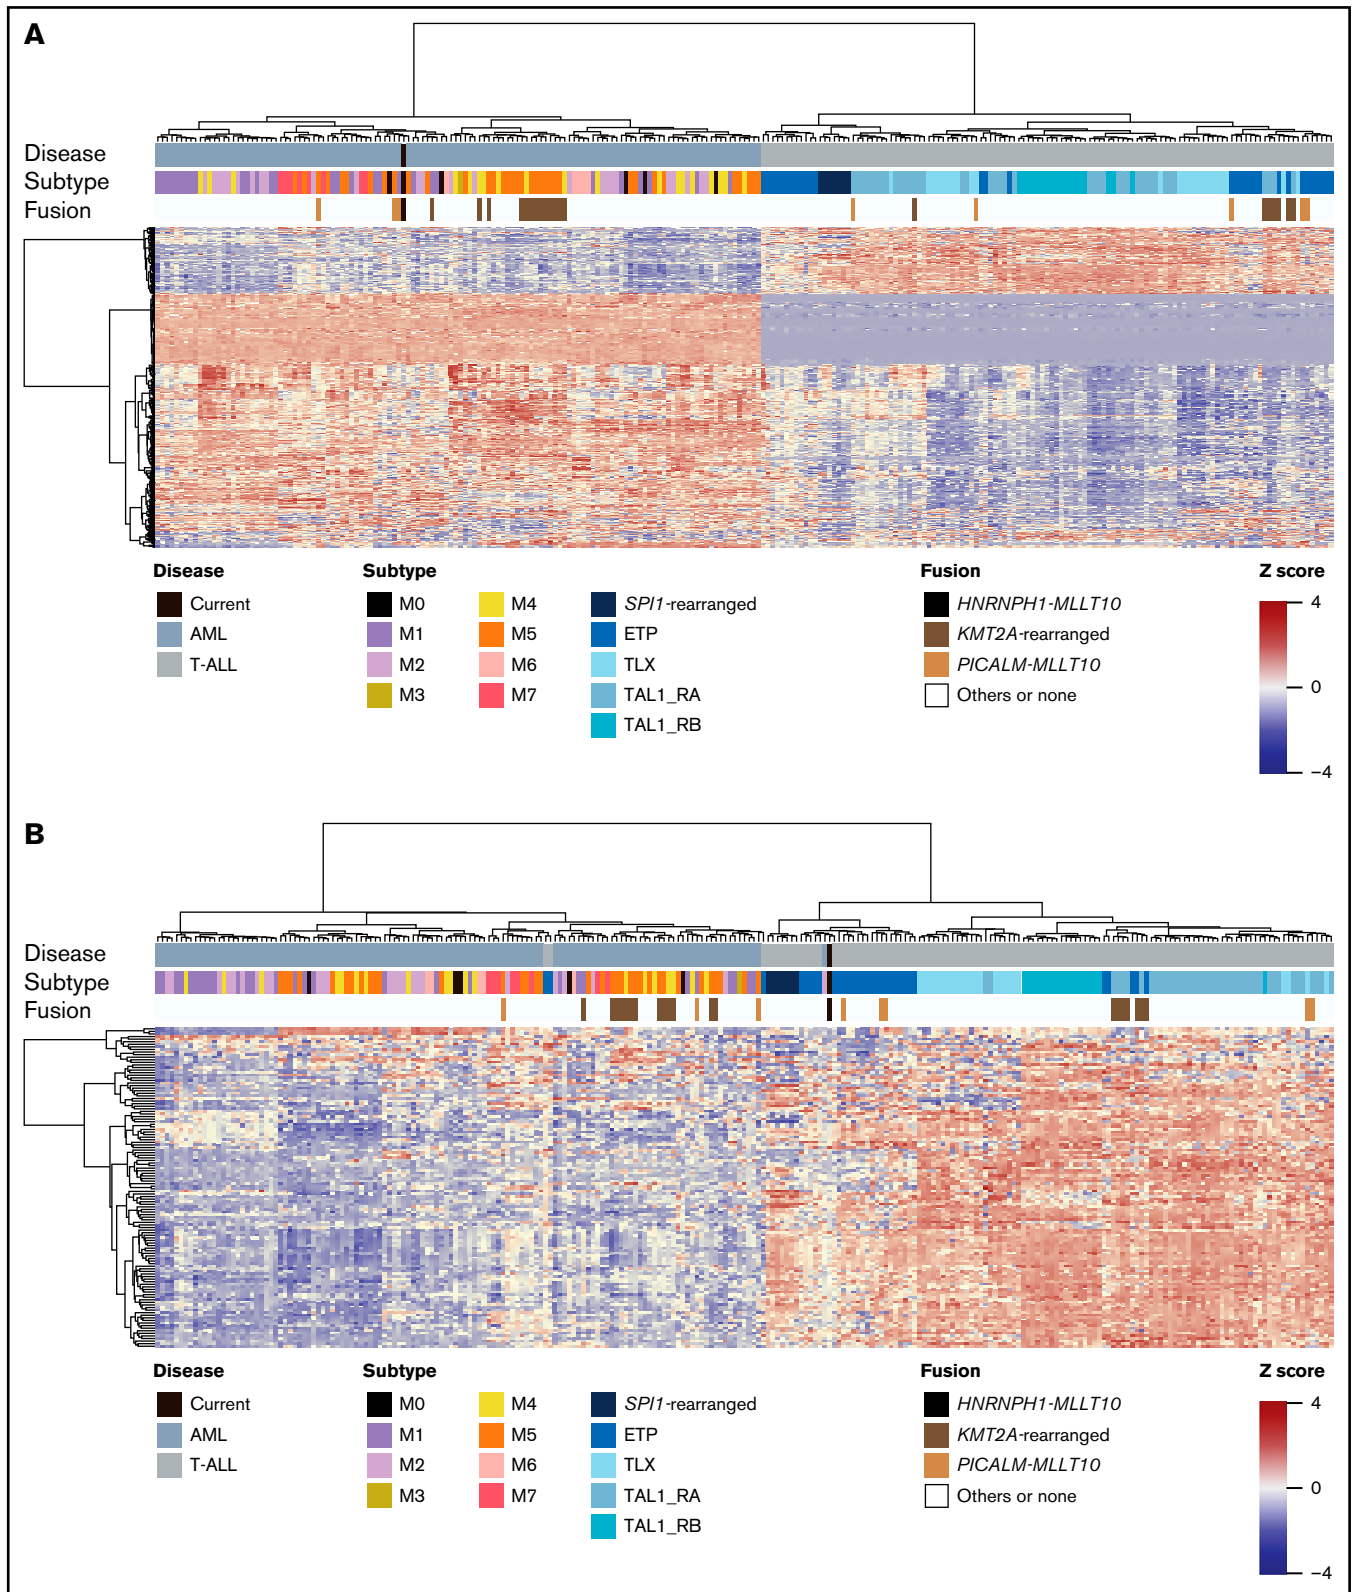 A
Disease
Subtype
Fusion
Disease Subtype Fusion Z score
Current M0 M4 SPI1-rearranged HNRNPH1-MLLT10 4
AML M1 M5 ETP KMT2A-rearranged
T-ALL M2 M6 TLX PICALM-MLLT10
M3 M7 TAL1_RA Others or none 0
TAL1_RB
−4
B
Disease
Subtype
Fusion
Disease Subtype Fusion Z score
Current M0 M4 SPI1-rearranged HNRNPH1-MLLT10 4
AML M1 M5 ETP KMT2A-rearranged
T-ALL M2 M6 TLX PICALM-MLLT10
M3 M7 TAL1_RA Others or none 0
TAL1_RB
−4